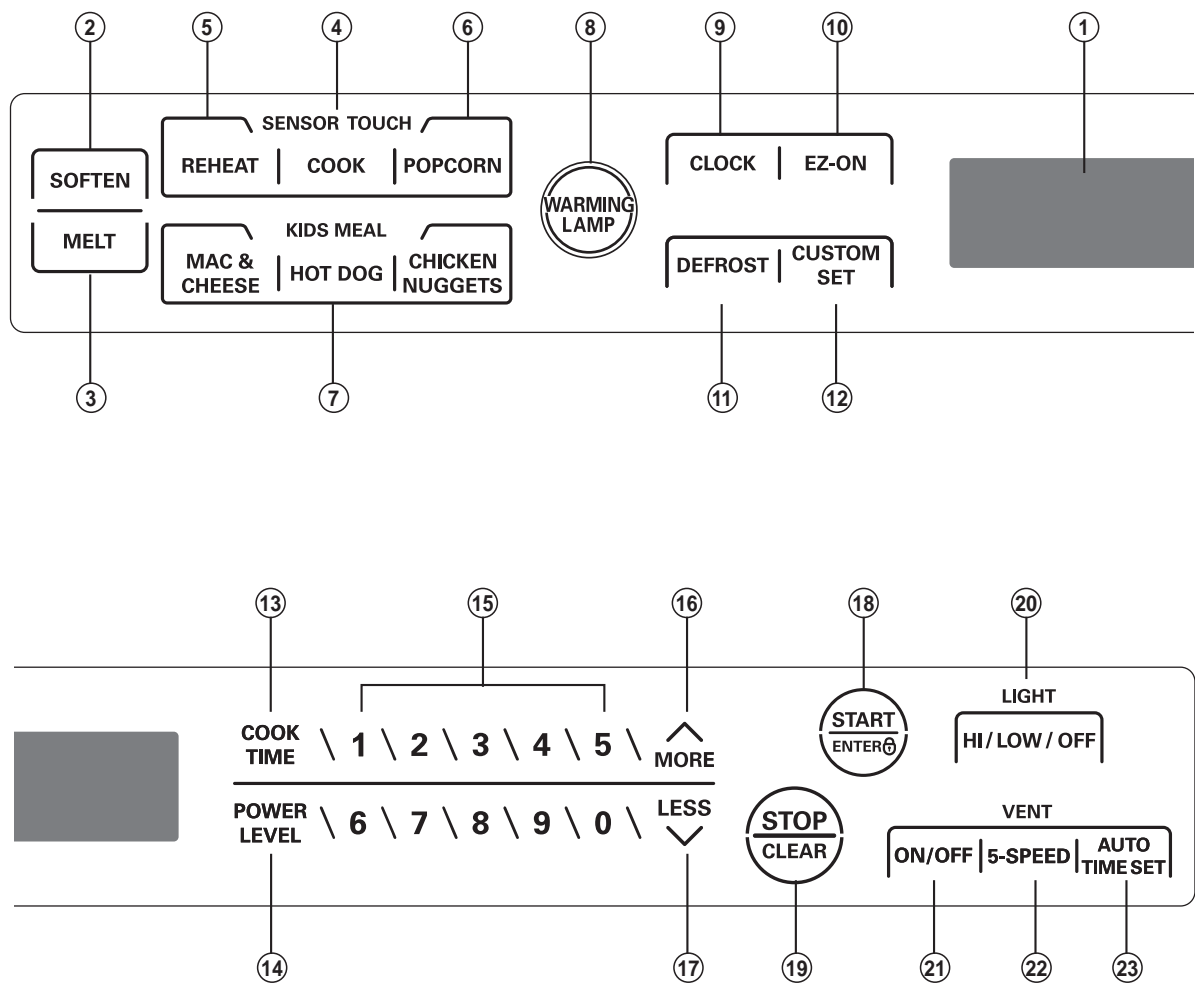 2 5 4 6 8 9 10 1
SENSOR TOUCH
SOFTEN
REHEAT COOK POPCORN
CLOCK EZ-ON
WARMING
LAMP
MELT
KIDS MEAL
MAC &
CHEESE
HOT DOG
CHICKEN
NUGGETS
DEFROST
CUSTOM
SET
3 7 11 12
13 15 16 18 20
COOK
TIME
1 2 3 4 5
MORE
START
ENTER
LIGHT
HI / LOW / OFF
POWER
LEVEL
6 7 8 9 0
LESS
STOP
CLEAR
VENT
ON/OFF 5-SPEED
AUTO
TIME SET
14 17 19 21 22 23